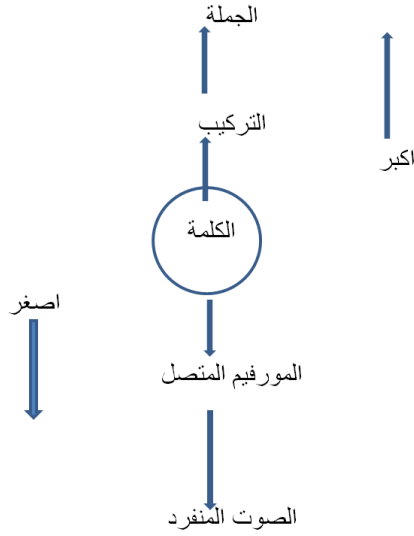 الجملة
التركيب
اكبر
الكلمة
اصغر
المورفيم المتصل
الصوت المنفرد